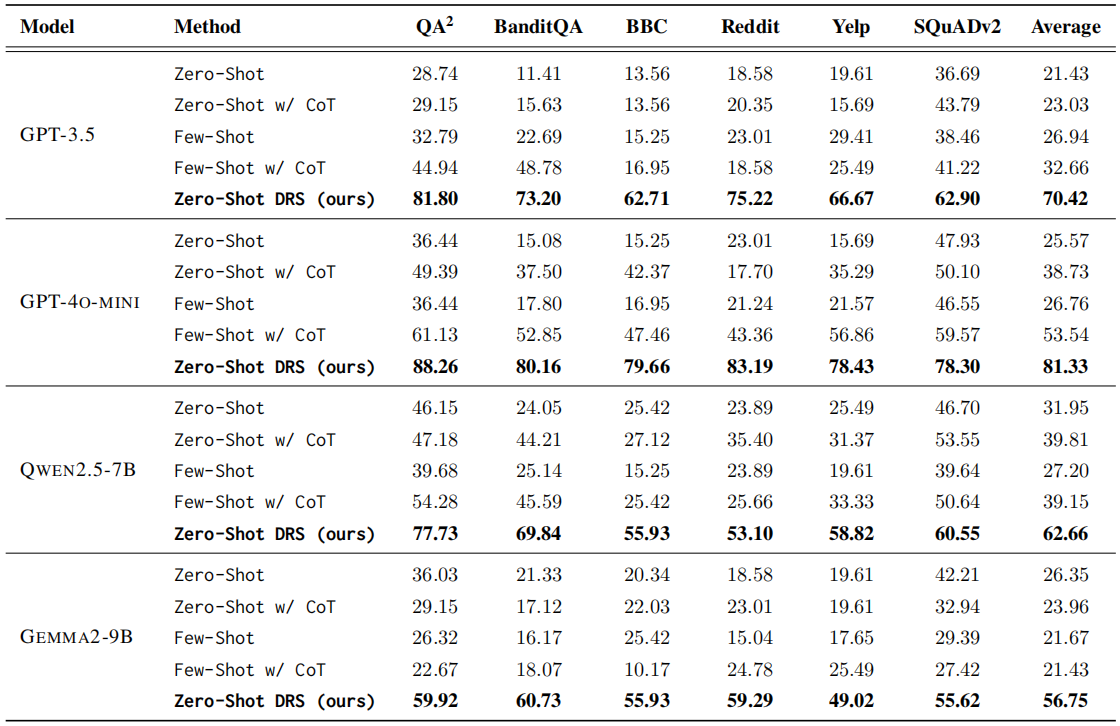 Model Method QA² BanditQA BBC Reddit Yelp SQuADv2 Average
Zero-Shot 28.74 11.41 13.56 18.58 19.61 36.69 21.43
Zero-Shot w/ CoT 29.15 15.63 13.56 20.35 15.69 43.79 23.03
GPT-3.5 Few-Shot 32.79 22.69 15.25 23.01 29.41 38.46 26.94
Few-Shot w/ CoT 44.94 48.78 16.95 18.58 25.49 41.22 32.66
Zero-Shot DRS (ours) 81.80 73.20 62.71 75.22 66.67 62.90 70.42
Zero-Shot 36.44 15.08 15.25 23.01 15.69 47.93 25.57
Zero-Shot w/ CoT 49.39 37.50 42.37 17.70 35.29 50.10 38.73
GPT-4O-MINI Few-Shot 36.44 17.80 16.95 21.24 21.57 46.55 26.76
Few-Shot w/ CoT 61.13 52.85 47.46 43.36 56.86 59.57 53.54
Zero-Shot DRS (ours) 88.26 80.16 79.66 83.19 78.43 78.30 81.33
Zero-Shot 46.15 24.05 25.42 23.89 25.49 46.70 31.95
Zero-Shot w/ CoT 47.18 44.21 27.12 35.40 31.37 53.55 39.81
QWEN2.5-7B Few-Shot 39.68 25.14 15.25 23.89 19.61 39.64 27.20
Few-Shot w/ CoT 54.28 45.59 25.42 25.66 33.33 50.64 39.15
Zero-Shot DRS (ours) 77.73 69.84 55.93 53.10 58.82 60.55 62.66
Zero-Shot 36.03 21.33 20.34 18.58 19.61 42.21 26.35
Zero-Shot w/ CoT 29.15 17.12 22.03 23.01 19.61 32.94 23.96
GEMMA2-9B Few-Shot 26.32 16.17 25.42 15.04 17.65 29.39 21.67
Few-Shot w/ CoT 22.67 18.07 10.17 24.78 25.49 27.42 21.43
Zero-Shot DRS (ours) 59.92 60.73 55.93 59.29 49.02 55.62 56.75